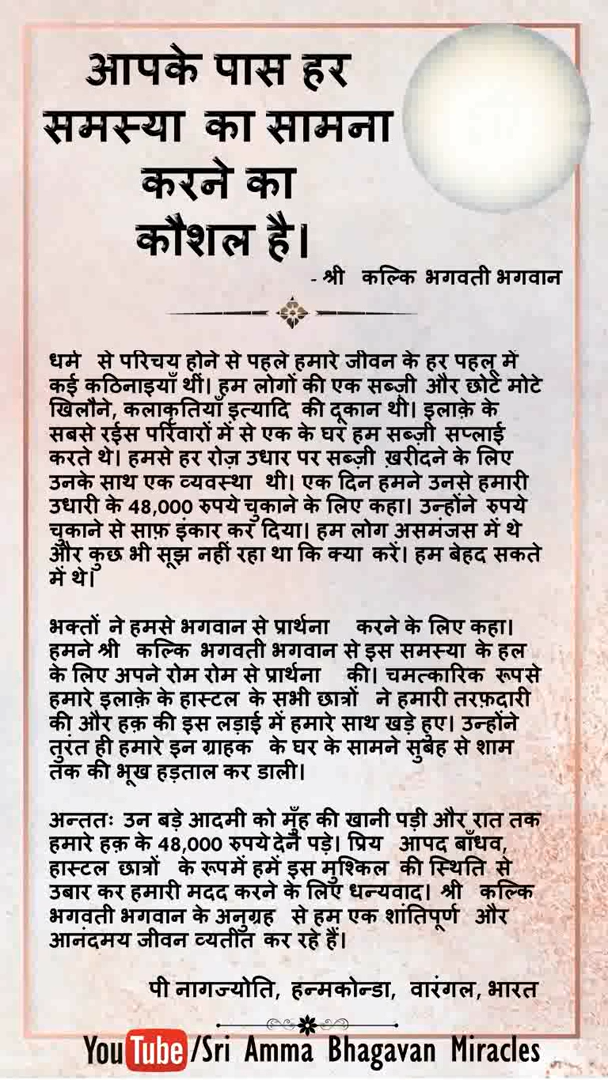 आपके पास हर
समस्या का सामना
करने का
कौशल है।
- श्री कल्कि भगवती भगवान
धर्म से परिचय होने से पहले हमारे जीवन के हर पहलू में
कई कठिनाइयाँ थीं। हम लोगों की एक सब्ज़ी और छोटे मोटे
खिलौने, कलाकृतियाँ इत्यादि की दूकान थी। इलाक़े के
सबसे रईस परिवारों में से एक के घर हम सब्ज़ी सप्लाई
करते थे। हमसे हर रोज़ उधार पर सब्ज़ी ख़रीदने के लिए
उनके साथ एक व्यवस्था थी। एक दिन हमने उनसे हमारी
उधारी के 48,000 रुपये चुकाने के लिए कहा। उन्होंने रुपये
चुकाने से साफ़ इंकार कर दिया। हम लोग असमंजस में थे
और कुछ भी सूझ नहीं रहा था कि क्या करें। हम बेहद सकते
में थे।
भक्तों ने हमसे भगवान से प्रार्थना करने के लिए कहा।
हमने श्री कल्कि भगवती भगवान से इस समस्या के हल
के लिए अपने रोम रोम से प्रार्थना की। चमत्कारिक रूपसे
हमारे इलाक़े के हास्टल के सभी छात्रों ने हमारी तरफ़दारी
की और हक़ की इस लड़ाई में हमारे साथ खड़े हुए। उन्होंने
तुरंत ही हमारे इन ग्राहक के घर के सामने सुबह से शाम
तक की भूख हड़ताल कर डाली।
अन्ततः उन बड़े आदमी को मुँह की खानी पड़ी और रात तक
हमारे हक़ के 48,000 रुपये देने पड़े। प्रिय आपद बाँधव,
हास्टल छात्रों के रूपमें हमें इस मुश्किल की स्थिति से
उबार कर हमारी मदद करने के लिए धन्यवाद। श्री कल्कि
भगवती भगवान के अनुग्रह से हम एक शांतिपूर्ण और
आनंदमय जीवन व्यतीत कर रहे हैं।
पी नागज्योति, हन्मकोन्डा, वारंगल, भारत
YouTube/Sri Amma Bhagavan Miracles